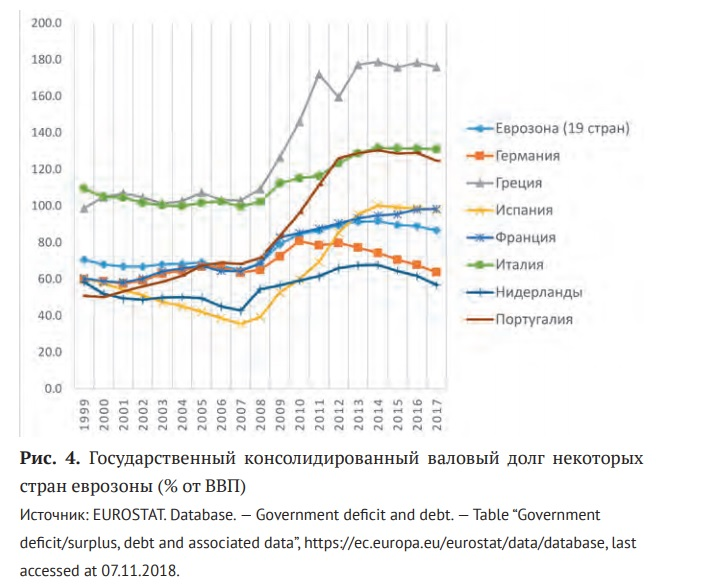 200.0
180.0
160.0
140.0
120.0
100.0
80.0
60.0
40.0
20.0
0.0
1999
2000
2001
2002
2003
2004
2005
2006
2007
2008
2009
2010
2011
2012
2013
2014
2015
2016
2017
Еврозона (19 стран)
Германия
Греция
Испания
Франция
Италия
Нидерланды
Португалия
Рис. 4. Государственный консолидированный валовый долг некоторых
стран еврозоны (% от ВВП)
Источник: EUROSTAT. Database. — Government deficit and debt. — Table “Government
deficit/surplus, debt and associated data”, https://ec.europa.eu/eurostat/data/database, last
accessed at 07.11.2018.